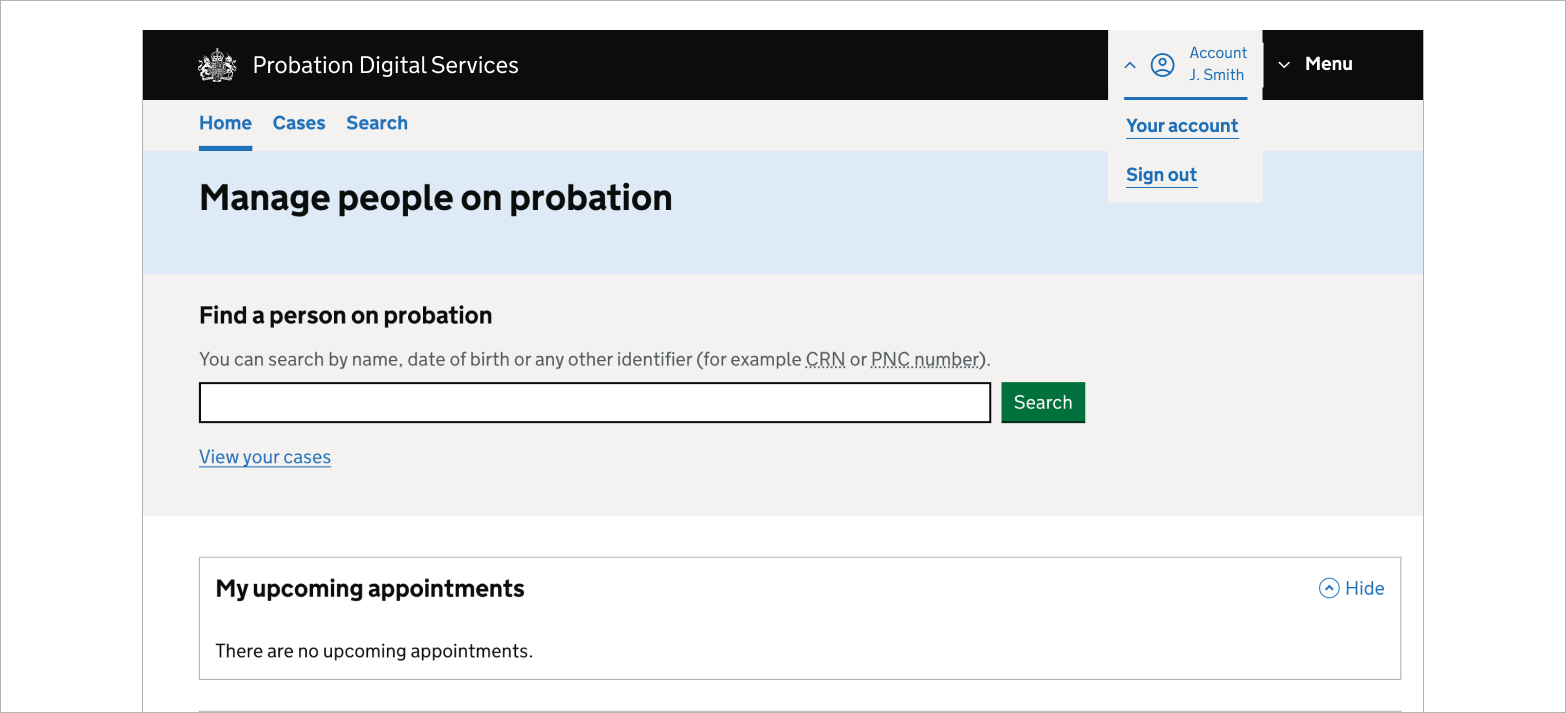 Probation Digital Services
Account
J. Smith
Menu
Home Cases Search
Your account
Sign out
Manage people on probation
Find a person on probation
You can search by name, date of birth or any other identifier (for example CRN or PNC number).
Search
View your cases
My upcoming appointments
Hide
There are no upcoming appointments.